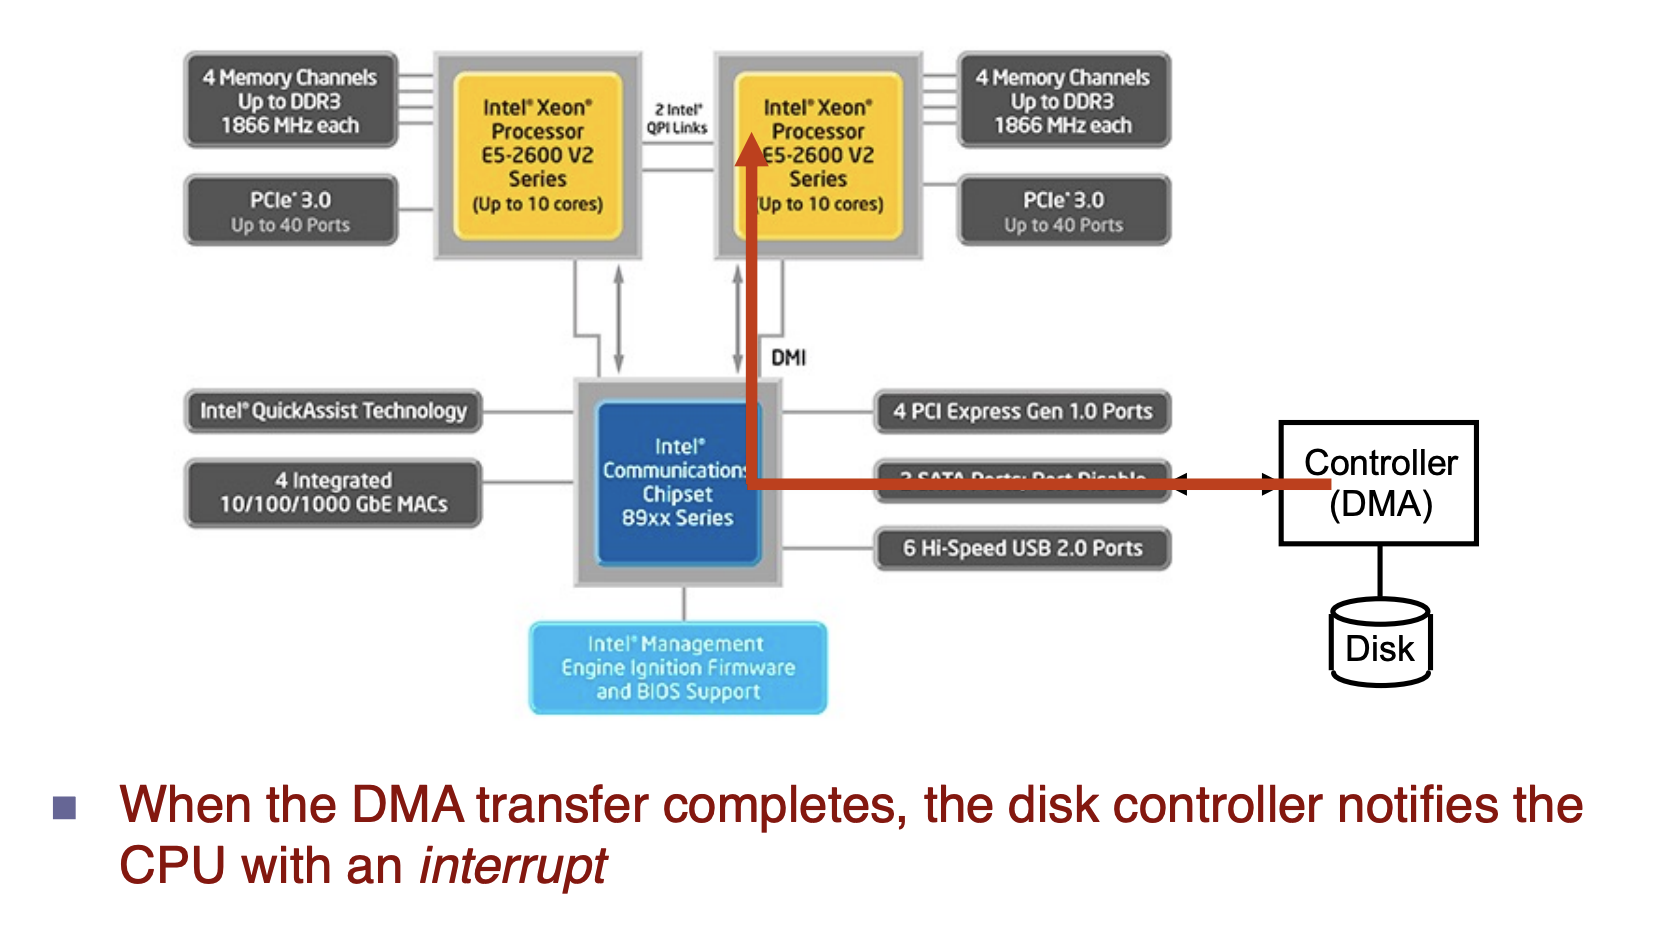 4 Memory Channels
Up to DDR3
1866 MHz each
PCIe* 3.0
Up to 40 Ports
Intel® Xeon®
Processor
E5-2600 V2
Series
(Up to 10 cores)
2 Intel®
QPI Links
Intel® Xeon®
Processor
E5-2600 V2
Series
(Up to 10 cores)
4 Memory Channels
Up to DDR3
1866 MHz each
PCIe* 3.0
Up to 40 Ports
DMI
Intel® QuickAssist Technology
4 Integrated
10/100/1000 GbE MACs
Intel®
Communications
Chipset
89xx Series
4 PCI Express Gen 1.0 Ports
2 SATA Ports; Port Disable
6 Hi-Speed USB 2.0 Ports
Controller
(DMA)
Disk
Intel® Management
Engine Ignition Firmware
and BIOS Support
When the DMA transfer completes, the disk controller notifies the
CPU with an interrupt